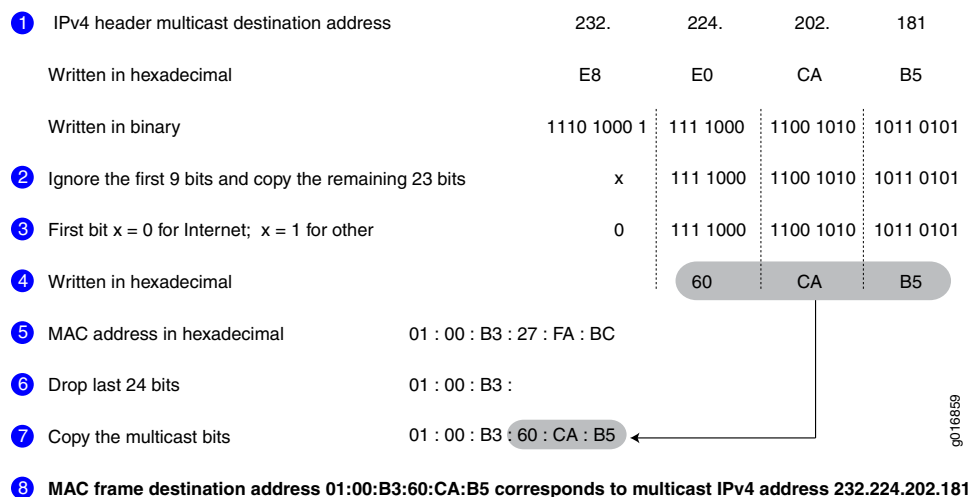 1 IPv4 header multicast destination address 232. 224. 202. 181
Written in hexadecimal E8 E0 CA B5
Written in binary 1110 1000 1 111 1000 1100 1010 1011 0101
2 Ignore the first 9 bits and copy the remaining 23 bits x 111 1000 1100 1010 1011 0101
3 First bit x = 0 for Internet; x = 1 for other 0 111 1000 1100 1010 1011 0101
4 Written in hexadecimal 60 CA B5
5 MAC address in hexadecimal 01 : 00 : B3 : 27 : FA : BC
6 Drop last 24 bits 01 : 00 : B3 :
7 Copy the multicast bits 01 : 00 : B3 : 60 : CA : B5
g016859
8 MAC frame destination address 01:00:B3:60:CA:B5 corresponds to multicast IPv4 address 232.224.202.181